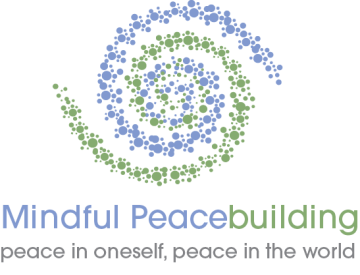 Mindful Peacebuilding
peace in oneself, peace in the world